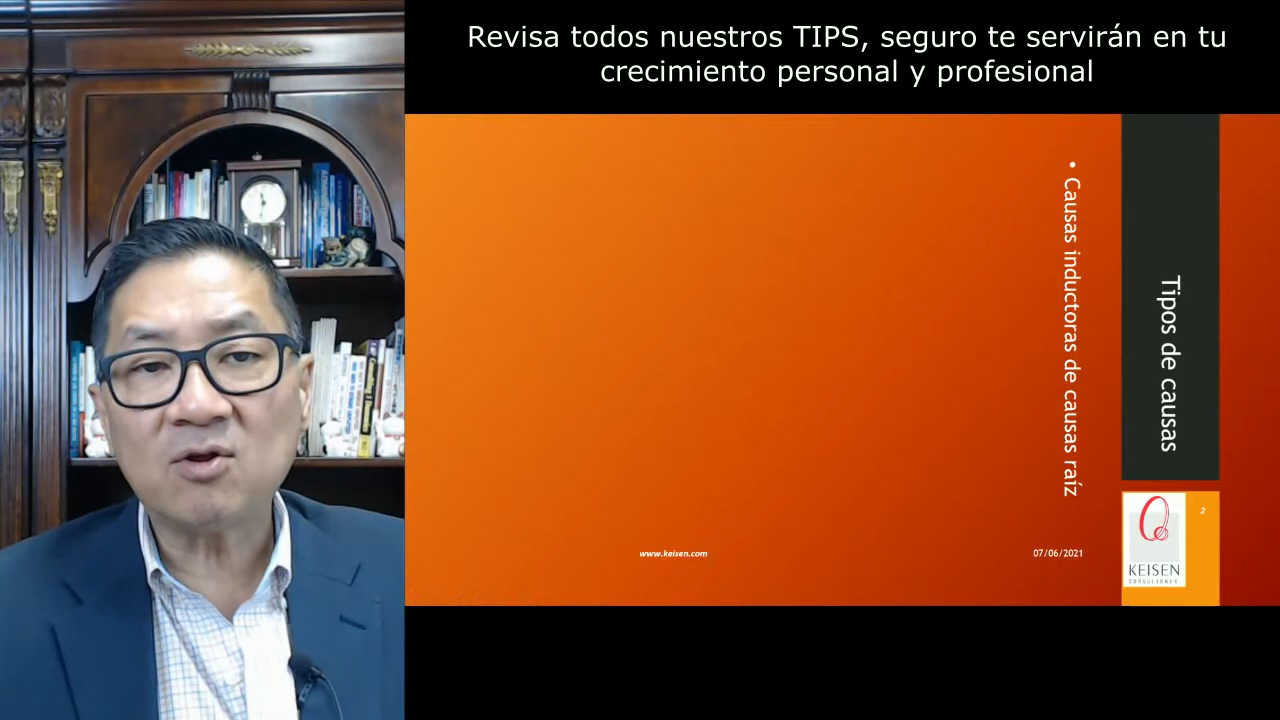 Revisa todos nuestros TIPS, seguro te servirán en tu
crecimiento personal y profesional
Tipos de causas
• Causas inductoras de causas raíz
2
KEISEN
CONSULTORES
www.keisen.com
07/06/2021